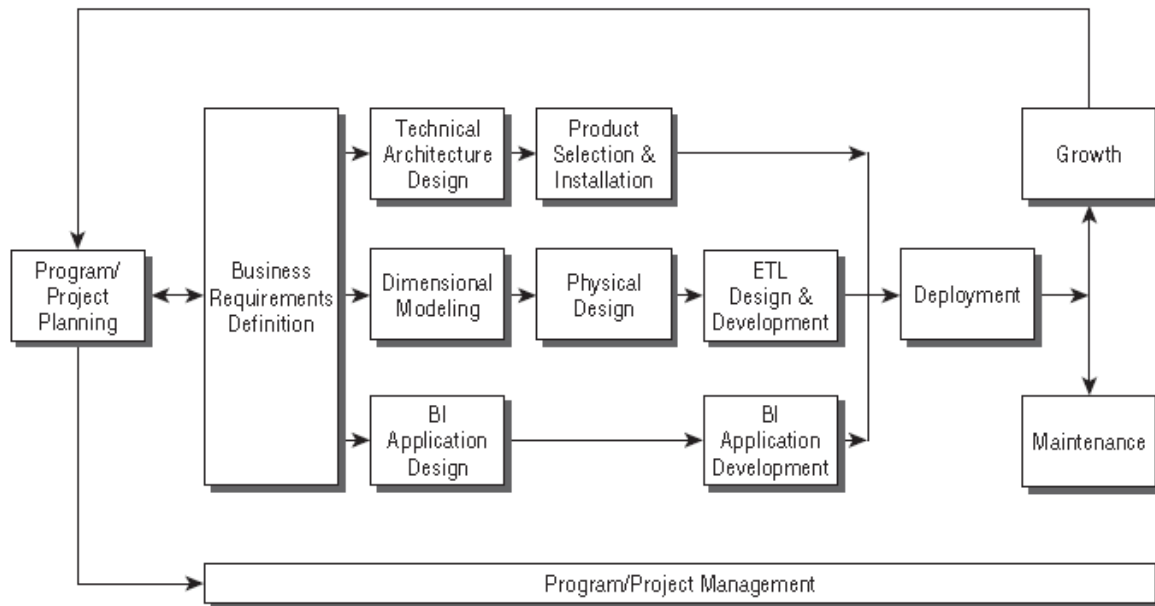 Technical
Architecture
Design
Product
Selection &
Installation
Growth
Program/
Project
Planning
Business
Requirements
Definition
Dimensional
Modeling
Physical
Design
ETL
Design &
Development
Deployment
BI
Application
Design
BI
Application
Development
Maintenance
Program/Project Management